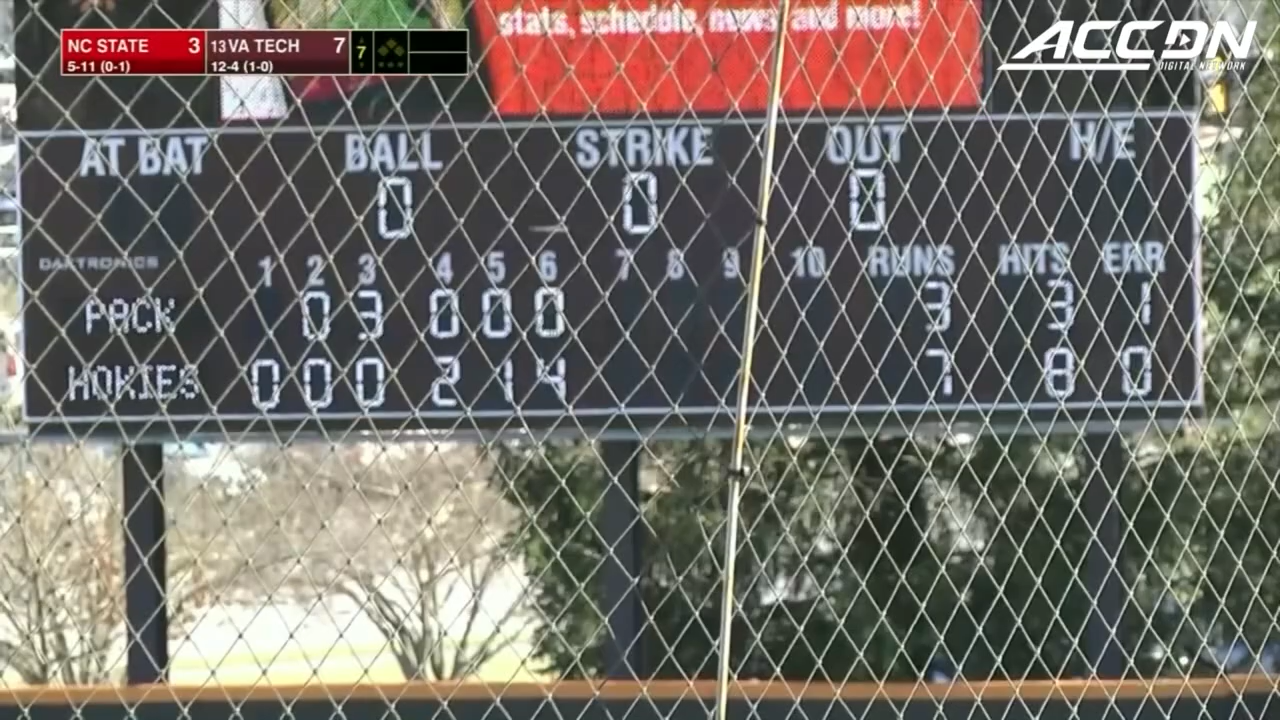 stats, schedule, news and more!
NC STATE 3 13 VA TECH 7 7
5-11 (0-1) 12-4 (1-0)
ACCDN
DIGITAL NETWORK
AT BAT BALL STRIKE OUT H/E
0 0 0
DAKTRONICS 1 2 3 4 5 6 7 8 9 10 RUNS HITS ERR
PACK 0 3 0 0 0 3 3 1
HOKIES 0 0 0 2 1 4 7 8 0